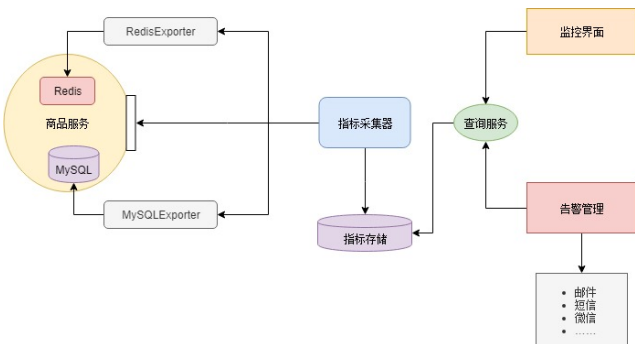 RedisExporter
监控界面
Redis
商品服务
指标采集器
查询服务
MySQL
MySQLExporter
指标存储
告警管理
• 邮件
• 短信
• 微信
• ……